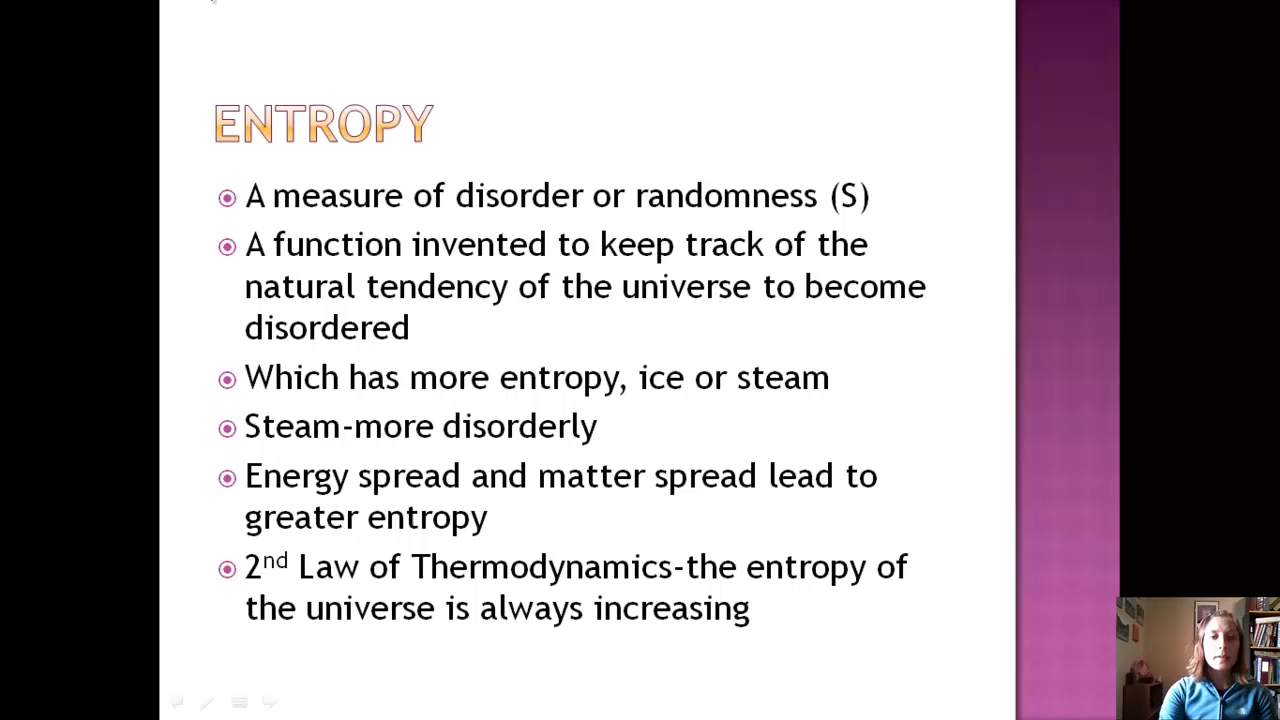 ENTROPY
A measure of disorder or randomness (S)
A function invented to keep track of the
natural tendency of the universe to become
disordered
Which has more entropy, ice or steam
Steam-more disorderly
Energy spread and matter spread lead to
greater entropy
2nd Law of Thermodynamics-the entropy of
the universe is always increasing